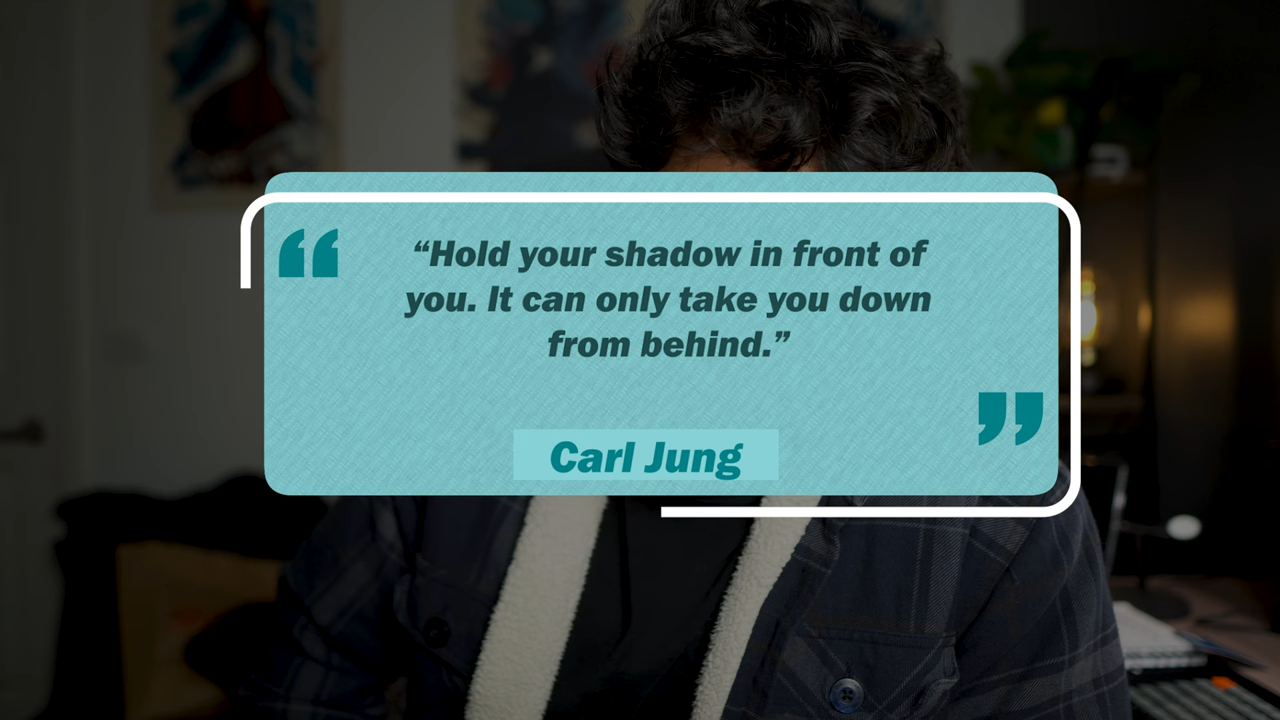 “Hold your shadow in front of
you. It can only take you down
from behind.”
Carl Jung